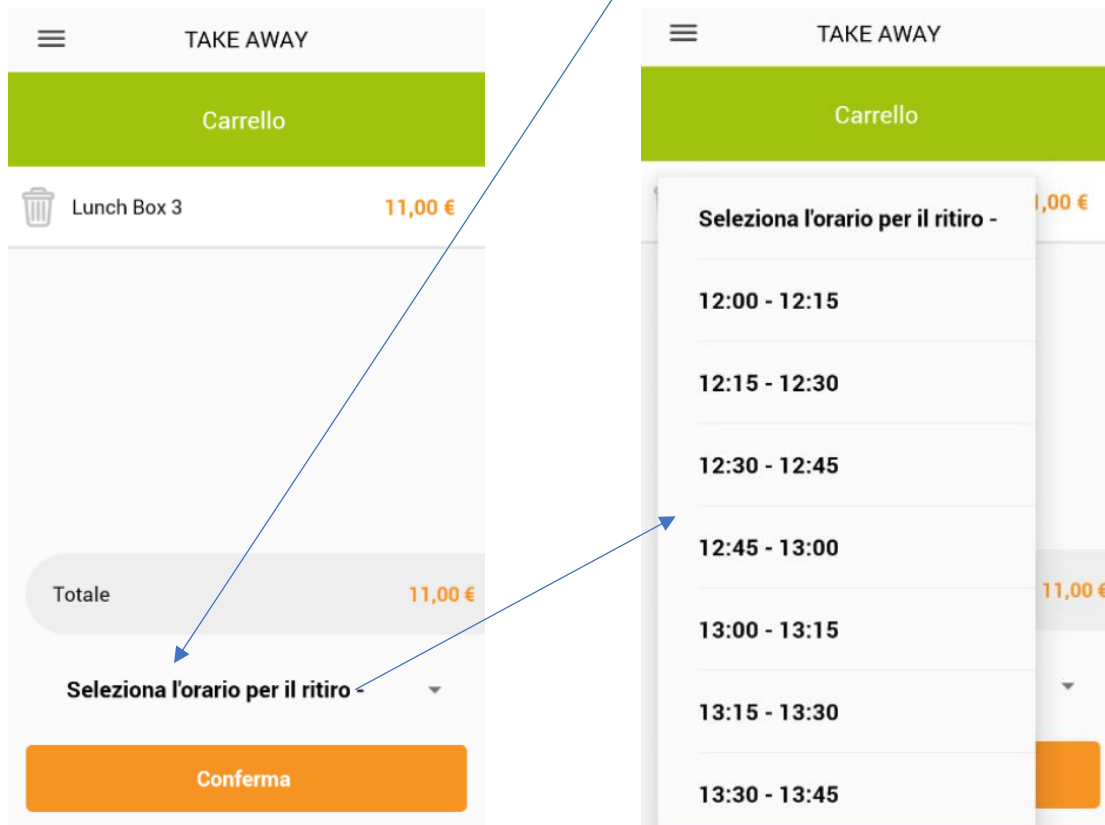 TAKE AWAY
Carrello
Lunch Box 3 11,00 €
Totale 11,00 €
Seleziona l'orario per il ritiro -
Conferma
TAKE AWAY
Carrello
1,00 €
Seleziona l'orario per il ritiro -
12:00 - 12:15
12:15 - 12:30
12:30 - 12:45
12:45 - 13:00
11,00 €
13:00 - 13:15
13:15 - 13:30
13:30 - 13:45